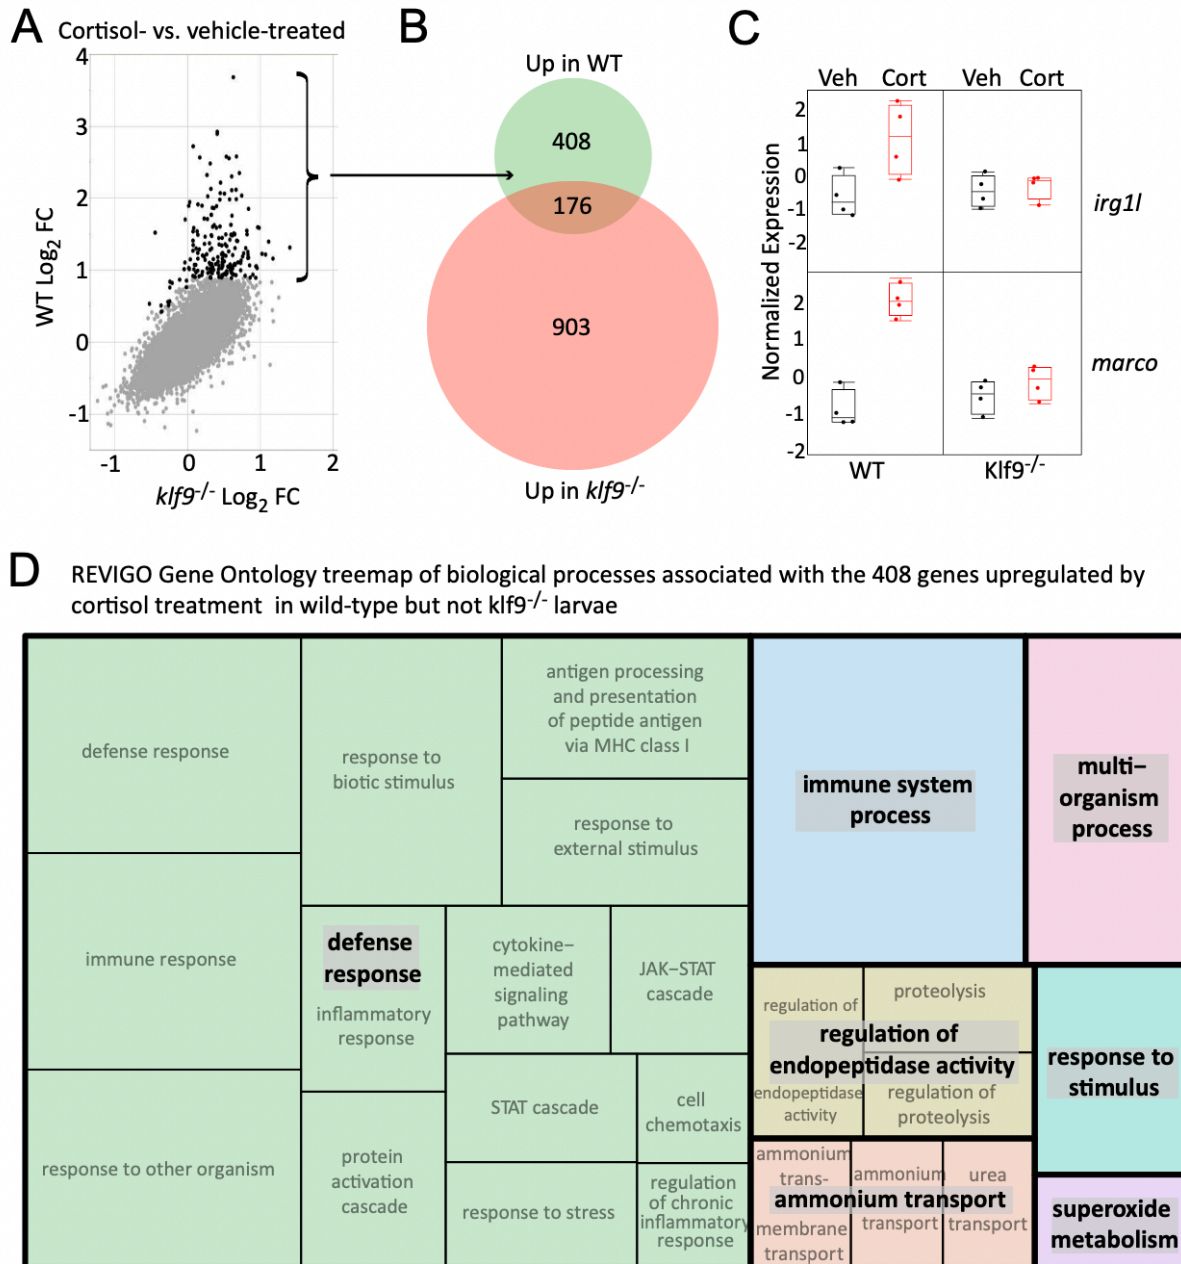 A
Cortisol- vs. vehicle-treated
4
3
2
1
0
-1
WT Log2 FC
-1
0
1
2
klf9-/- Log2 FC
B
Up in WT
408
176
903
Up in klf9-/-
C
Veh
Cort
Veh
Cort
Normalized Expression
2
1
0
-1
-2
irg1l
2
1
0
-1
-2
marco
WT
Klf9-/-
D
REVIGO Gene Ontology treemap of biological processes associated with the 408 genes upregulated by
cortisol treatment in wild-type but not klf9-/- larvae
defense response
immune response
response to other organism
response to
biotic stimulus
antigen processing
and presentation
of peptide antigen
via MHC class I
response to
external stimulus
defense
response
inflammatory
response
protein
activation
cascade
cytokine−
mediated
signaling
pathway
JAK−STAT
cascade
STAT cascade
cell
chemotaxis
response to stress
regulation
of chronic
inflammatory
response
immune system
process
multi−
organism
process
regulation of
endopeptidase
activity
proteolysis
regulation of
endopeptidase activity
regulation of
proteolysis
response to
stimulus
ammonium
trans-
membrane
transport
ammonium
transport
urea
transport
ammonium transport
superoxide
metabolism